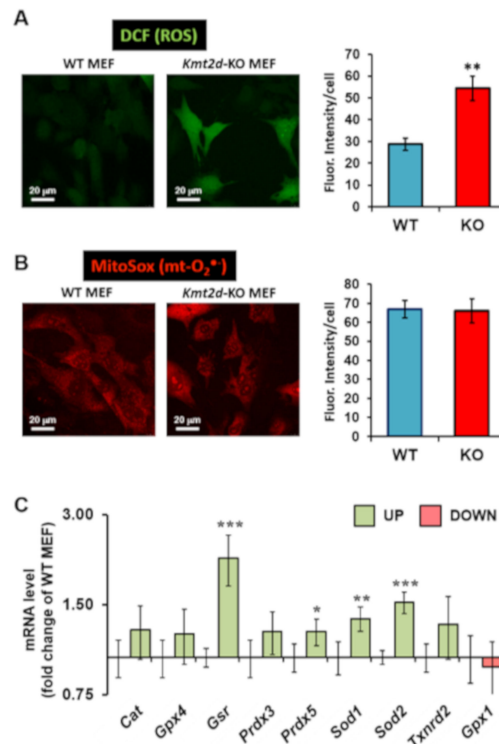 A
DCF (ROS)
WT MEF
Kmt2d-KO MEF
20 μm
20 μm
Fluor. Intensity/cell
70
60
50
40
30
20
10
0
**
WT
KO
B
MitoSox (mt-O₂•-)
WT MEF
Kmt2d-KO MEF
20 μm
20 μm
Fluor. Intensity/cell
80
70
60
50
40
30
20
10
0
WT
KO
C
UP
DOWN
mRNA level
(fold change of WT MEF)
3.00
1.50
0.75
***
*
**
***
Cat
Gpx4
Gsr
Prdx3
Prdx5
Sod1
Sod2
Txnrd2
Gpx1